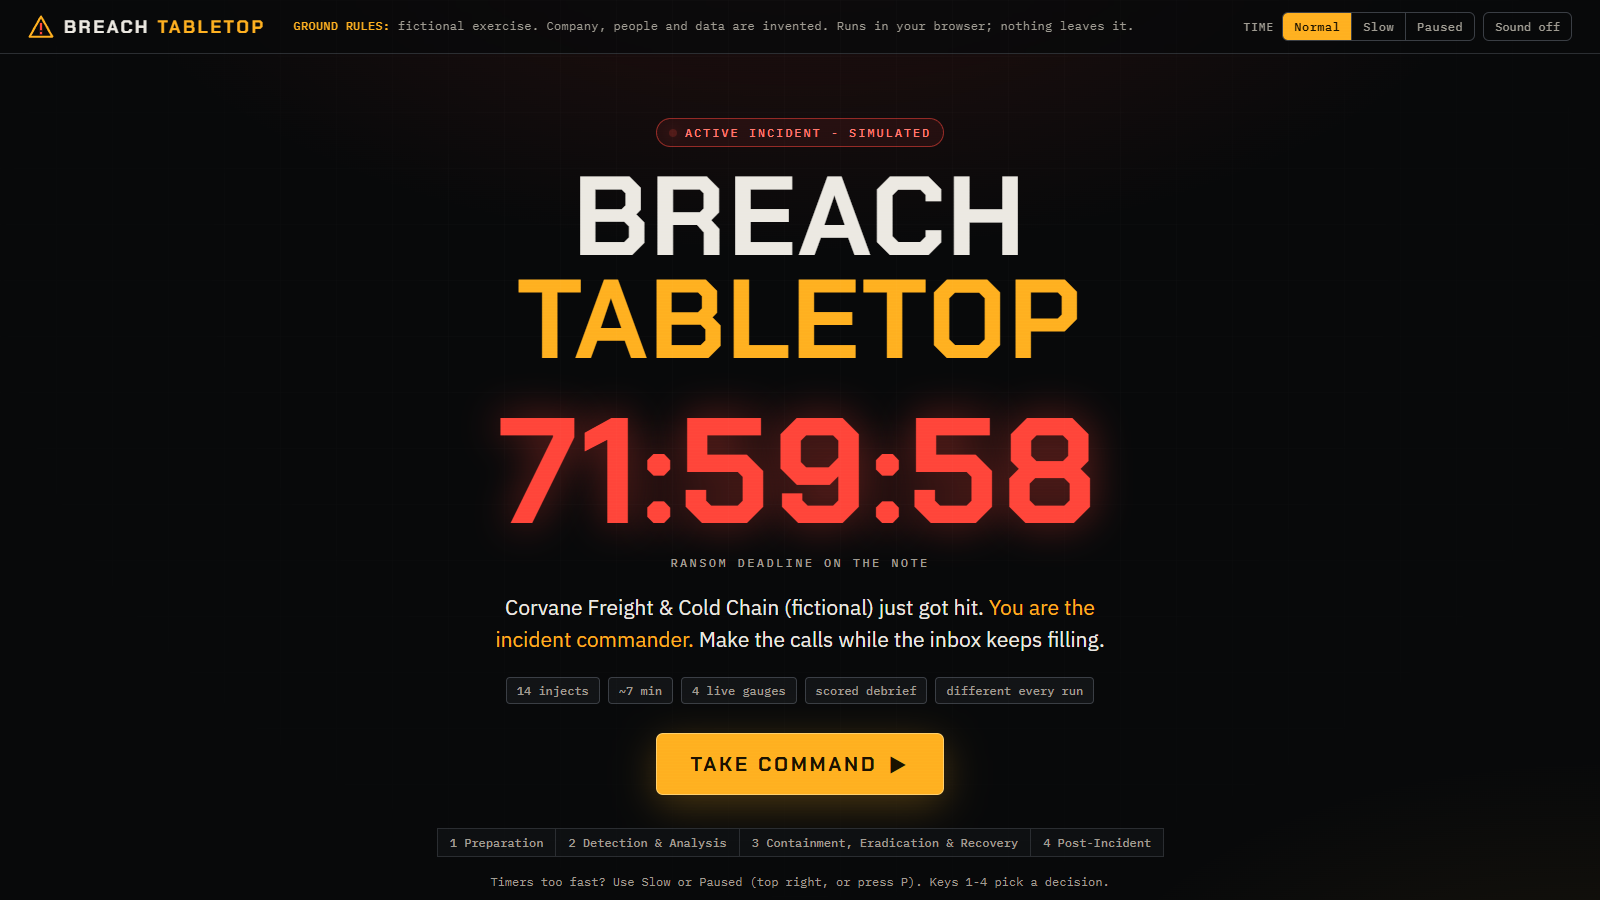 BREACH TABLETOP
GROUND RULES: fictional exercise. Company, people and data are invented. Runs in your browser; nothing leaves it.
TIME Normal Slow Paused Sound off
ACTIVE INCIDENT - SIMULATED
BREACH
TABLETOP
71:59:58
RANSOM DEADLINE ON THE NOTE
Corvane Freight & Cold Chain (fictional) just got hit. You are the
incident commander. Make the calls while the inbox keeps filling.
14 injects ~7 min 4 live gauges scored debrief different every run
TAKE COMMAND ▶
1 Preparation 2 Detection & Analysis 3 Containment, Eradication & Recovery 4 Post-Incident
Timers too fast? Use Slow or Paused (top right, or press P). Keys 1-4 pick a decision.